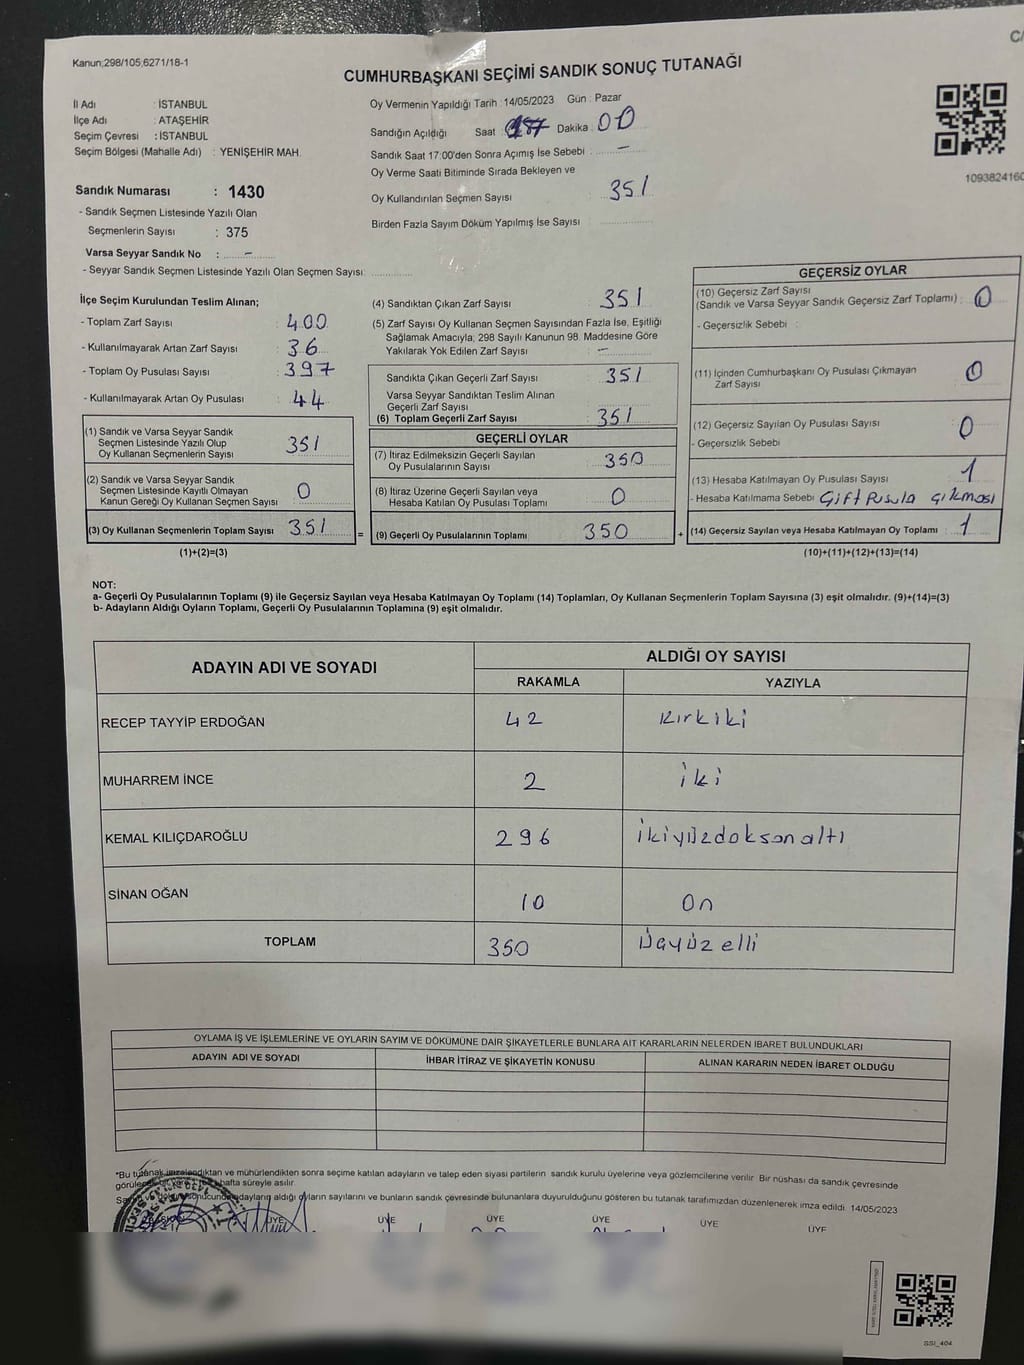 Kanun;298/105;6271/18-1
C/
CUMHURBAŞKANI SEÇİMİ SANDIK SONUÇ TUTANAĞI
İl Adı : İSTANBUL
İlçe Adı : ATAŞEHİR
Seçim Çevresi : İSTANBUL
Seçim Bölgesi (Mahalle Adı) : YENİŞEHİR MAH.
Sandık Numarası : 1430
- Sandık Seçmen Listesinde Yazılı Olan
Seçmenlerin Sayısı : 375
Varsa Seyyar Sandık No : -
- Seyyar Sandık Seçmen Listesinde Yazılı Olan Seçmen Sayısı:
Oy Vermenin Yapıldığı Tarih : 14/05/2023 Gün : Pazar
Sandığın Açıldığı Saat : Dakika : 00
Sandık Saat 17:00'den Sonra Açımış İse Sebebi : -
Oy Verme Saati Bitiminde Sırada Bekleyen ve
Oy Kullandırılan Seçmen Sayısı : 351
Birden Fazla Sayım Döküm Yapılmış İse Sayısı :
1093824160
İlçe Seçim Kurulundan Teslim Alınan;
- Toplam Zarf Sayısı : 400
- Kullanılmayarak Artan Zarf Sayısı : 36
- Toplam Oy Pusulası Sayısı : 397
- Kullanılmayarak Artan Oy Pusulası : 44
(1) Sandık ve Varsa Seyyar Sandık
Seçmen Listesinde Yazılı Olup
Oy Kullanan Seçmenlerin Sayısı 351
(2) Sandık ve Varsa Seyyar Sandık
Seçmen Listesinde Kayıtlı Olmayan
Kanun Gereği Oy Kullanan Seçmen Sayısı 0
(3) Oy Kullanan Seçmenlerin Toplam Sayısı 351
(1)+(2)=(3)
(4) Sandıktan Çıkan Zarf Sayısı 351
(5) Zarf Sayısı Oy Kullanan Seçmen Sayısından Fazla İse, Eşitliği
Sağlamak Amacıyla; 298 Sayılı Kanunun 98. Maddesine Göre
Yakılarak Yok Edilen Zarf Sayısı : -
Sandıkta Çıkan Geçerli Zarf Sayısı 351
Varsa Seyyar Sandıktan Teslim Alınan
Geçerli Zarf Sayısı
(6) Toplam Geçerli Zarf Sayısı 351
GEÇERLİ OYLAR
(7) İtiraz Edilmeksizin Geçerli Sayılan
Oy Pusulalarının Sayısı 350
(8) İtiraz Üzerine Geçerli Sayılan veya
Hesaba Katılan Oy Pusulası Toplamı 0
= (9) Geçerli Oy Pusulalarının Toplamı 350 +
GEÇERSİZ OYLAR
(10) Geçersiz Zarf Sayısı
(Sandık ve Varsa Seyyar Sandık Geçersiz Zarf Toplamı) : 0
- Geçersizlik Sebebi :
(11) İçinden Cumhurbaşkanı Oy Pusulası Çıkmayan
Zarf Sayısı 0
(12) Geçersiz Sayılan Oy Pusulası Sayısı 0
- Geçersizlik Sebebi
(13) Hesaba Katılmayan Oy Pusulası Sayısı 1
- Hesaba Katılmama Sebebi Çift Pusula çıkması
(14) Geçersiz Sayılan veya Hesaba Katılmayan Oy Toplamı 1
(10)+(11)+(12)+(13)=(14)
NOT:
a- Geçerli Oy Pusulalarının Toplamı (9) ile Geçersiz Sayılan veya Hesaba Katılmayan Oy Toplamı (14) Toplamları, Oy Kullanan Seçmenlerin Toplam Sayısına (3) eşit olmalıdır. (9)+(14)=(3)
b- Adayların Aldığı Oyların Toplamı, Geçerli Oy Pusulalarının Toplamına (9) eşit olmalıdır.
ADAYIN ADI VE SOYADI ALDIĞI OY SAYISI
RAKAMLA YAZIYLA
RECEP TAYYİP ERDOĞAN 42 kırkiki
MUHARREM İNCE 2 iki
KEMAL KILIÇDAROĞLU 296 ikiyüzdoksanaltı
SİNAN OĞAN 10 On
TOPLAM 350 Üçyüz elli
OYLAMA İŞ VE İŞLEMLERİNE VE OYLARIN SAYIM VE DÖKÜMÜNE DAİR ŞİKAYETLERLE BUNLARA AİT KARARLARIN NELERDEN İBARET BULUNDUKLARI
ADAYIN ADI VE SOYADI İHBAR İTİRAZ VE ŞİKAYETİN KONUSU ALINAN KARARIN NEDEN İBARET OLDUĞU
*Bu tutanak imzalandıktan ve mühürlendikten sonra seçime katılan adayların ve talep eden siyasi partilerin sandık kurulu üyelerine veya gözlemcilerine verilir. Bir nüshası da sandık çevresinde
hafta süreyle asılır.
adayların aldığı oyların sayılarını ve bunların sandık çevresinde bulunanlara duyurulduğunu gösteren bu tutanak tarafımızdan düzenlenerek imza edildi. 14/05/2023
ÜYE ÜYE ÜYE ÜYE ÜYE ÜYE
SSI_404